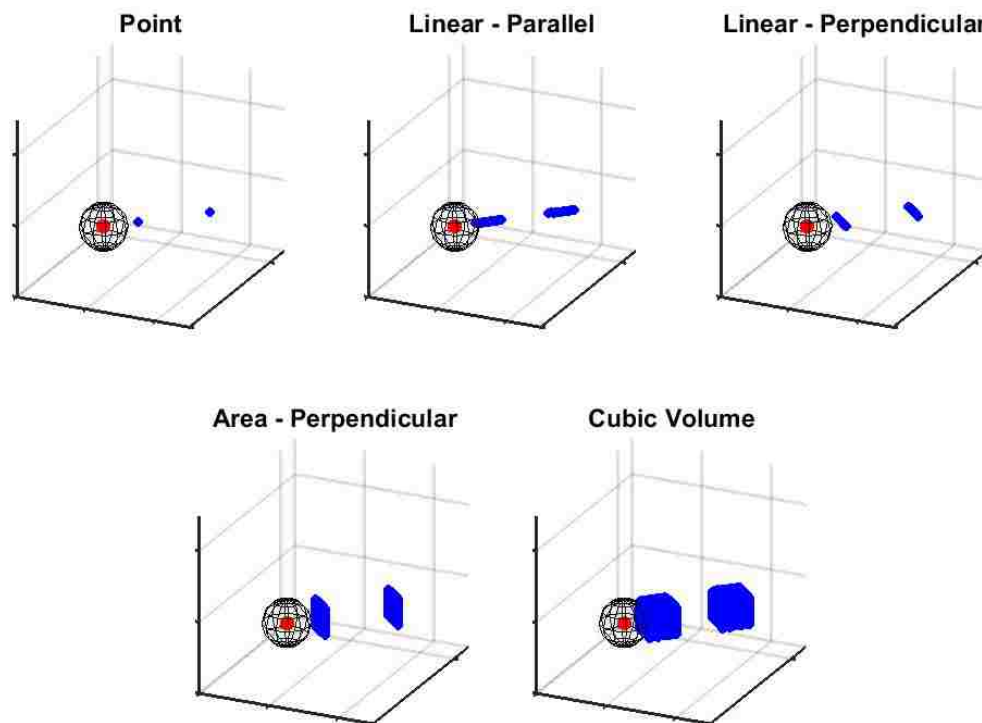 Point
Linear - Parallel
Linear - Perpendicular
Area - Perpendicular
Cubic Volume